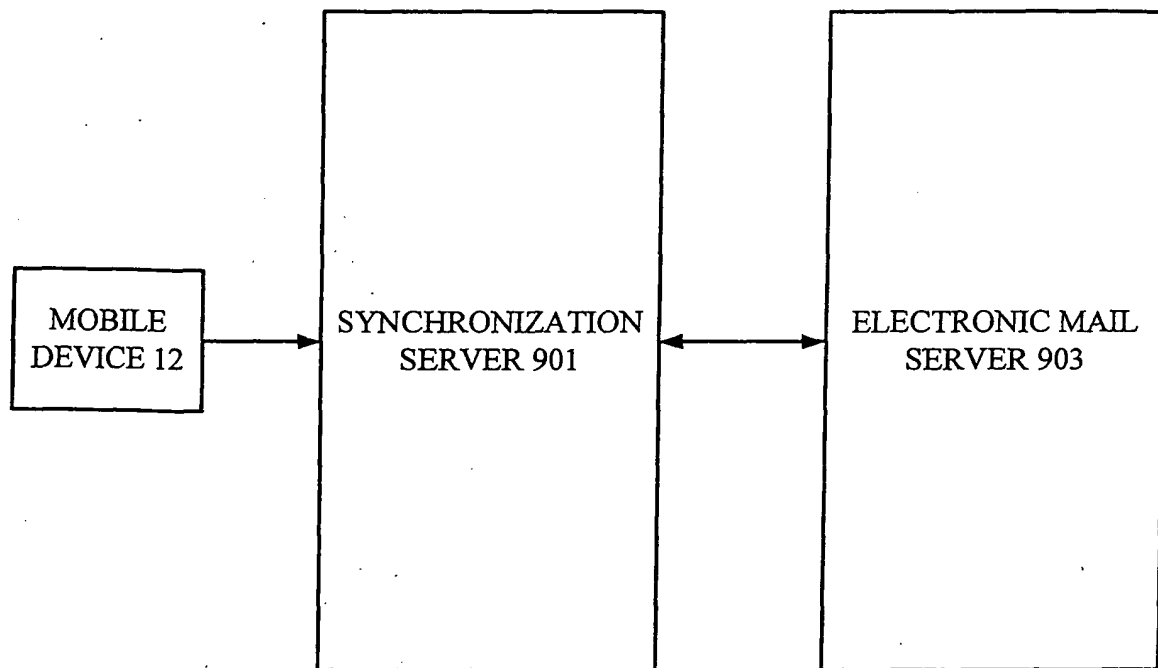 MOBILE
DEVICE 12
SYNCHRONIZATION
SERVER 901
ELECTRONIC MAIL
SERVER 903